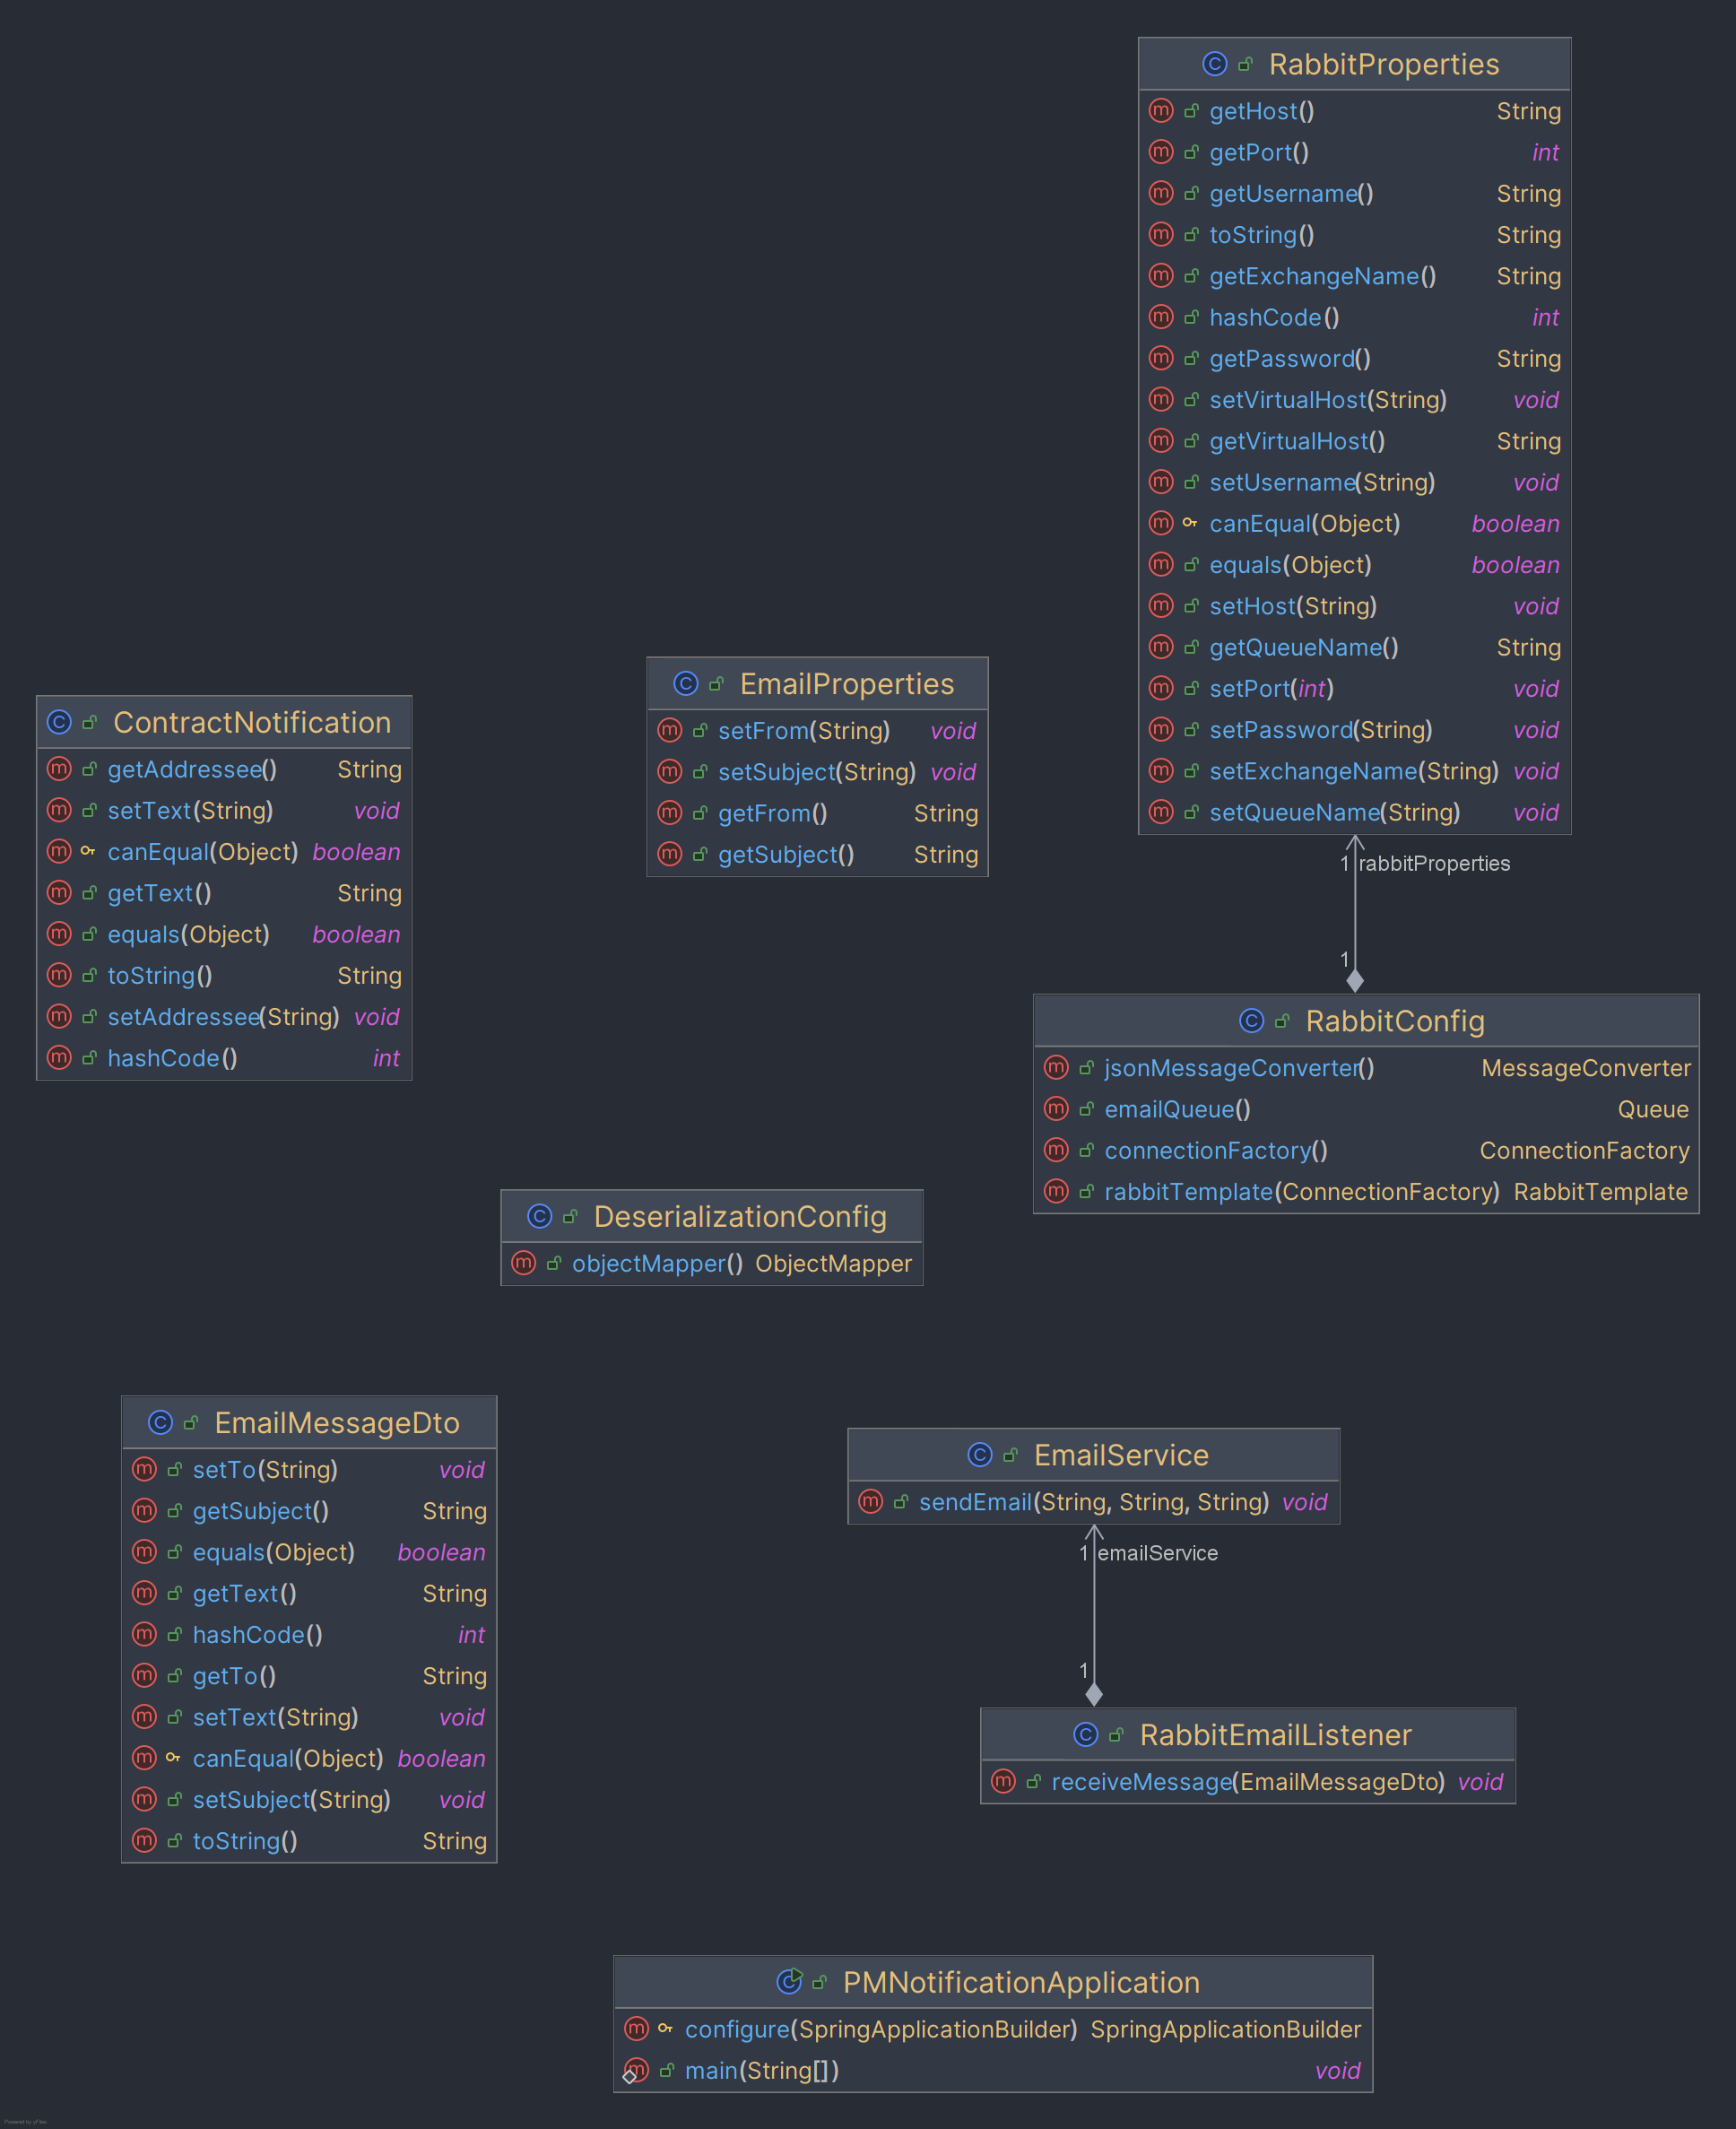 RabbitProperties
getHost() String
getPort() int
getUsername() String
toString() String
getExchangeName() String
hashCode() int
getPassword() String
setVirtualHost(String) void
getVirtualHost() String
setUsername(String) void
canEqual(Object) boolean
equals(Object) boolean
setHost(String) void
getQueueName() String
setPort(int) void
setPassword(String) void
setExchangeName(String) void
setQueueName(String) void
EmailProperties
setFrom(String) void
setSubject(String) void
getFrom() String
getSubject() String
ContractNotification
getAddressee() String
setText(String) void
canEqual(Object) boolean
getText() String
equals(Object) boolean
toString() String
setAddressee(String) void
hashCode() int
1 rabbitProperties
1
RabbitConfig
jsonMessageConverter() MessageConverter
emailQueue() Queue
connectionFactory() ConnectionFactory
rabbitTemplate(ConnectionFactory) RabbitTemplate
DeserializationConfig
objectMapper() ObjectMapper
EmailMessageDto
setTo(String) void
getSubject() String
equals(Object) boolean
getText() String
hashCode() int
getTo() String
setText(String) void
canEqual(Object) boolean
setSubject(String) void
toString() String
EmailService
sendEmail(String, String, String) void
1 emailService
1
RabbitEmailListener
receiveMessage(EmailMessageDto) void
PMNotificationApplication
configure(SpringApplicationBuilder) SpringApplicationBuilder
main(String[]) void
Powered by yFiles